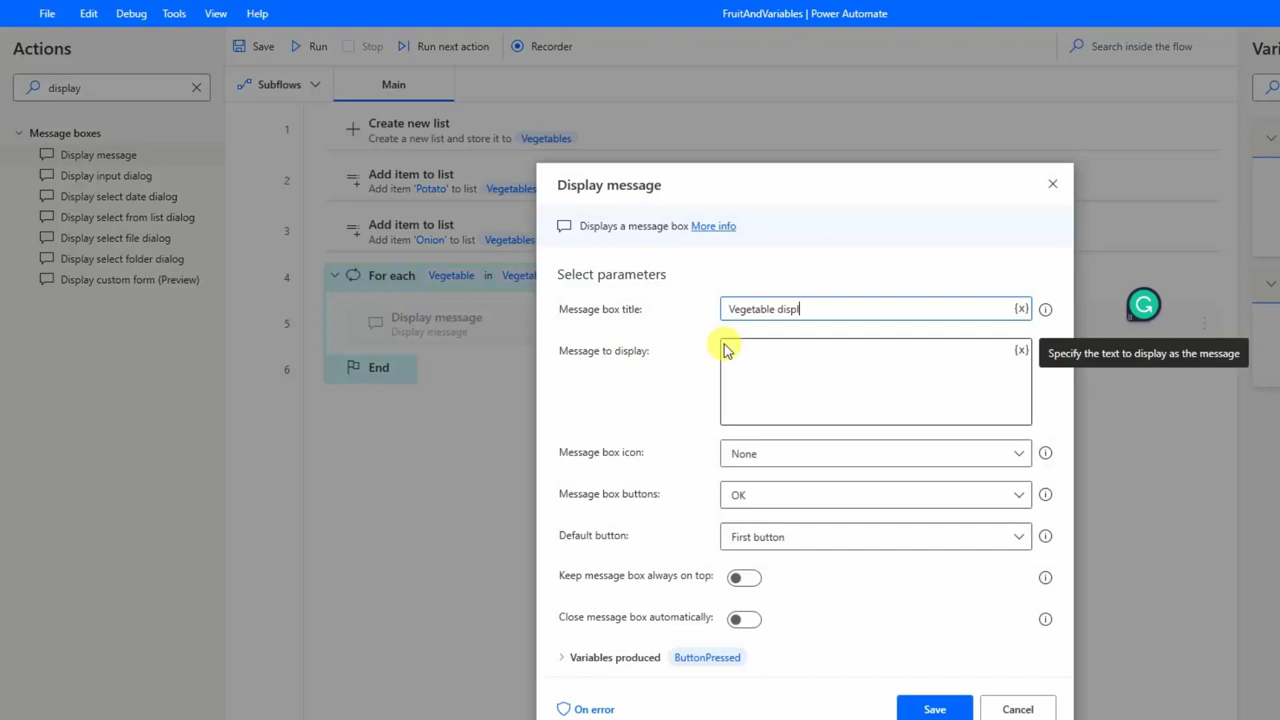 File Edit Debug Tools View Help FruitAndVariables | Power Automate
Actions
Save Run Stop Run next action Recorder Search inside the flow
display
Subflows Main
Message boxes
Display message
Display input dialog
Display select date dialog
Display select from list dialog
Display select file dialog
Display select folder dialog
Display custom form (Preview)
1 Create new list
Create a new list and store it to Vegetables
2 Add item to list
Add item 'Potato' to list Vegetables
3 Add item to list
Add item 'Onion' to list Vegetables
4 For each Vegetable in
5 Display message
Display message
6 End
Display message
Displays a message box More info
Select parameters
Message box title: Vegetable displ {x}
Message to display: {x}
Specify the text to display as the message
Message box icon: None
Message box buttons: OK
Default button: First button
Keep message box always on top:
Close message box automatically:
Variables produced ButtonPressed
On error Save Cancel